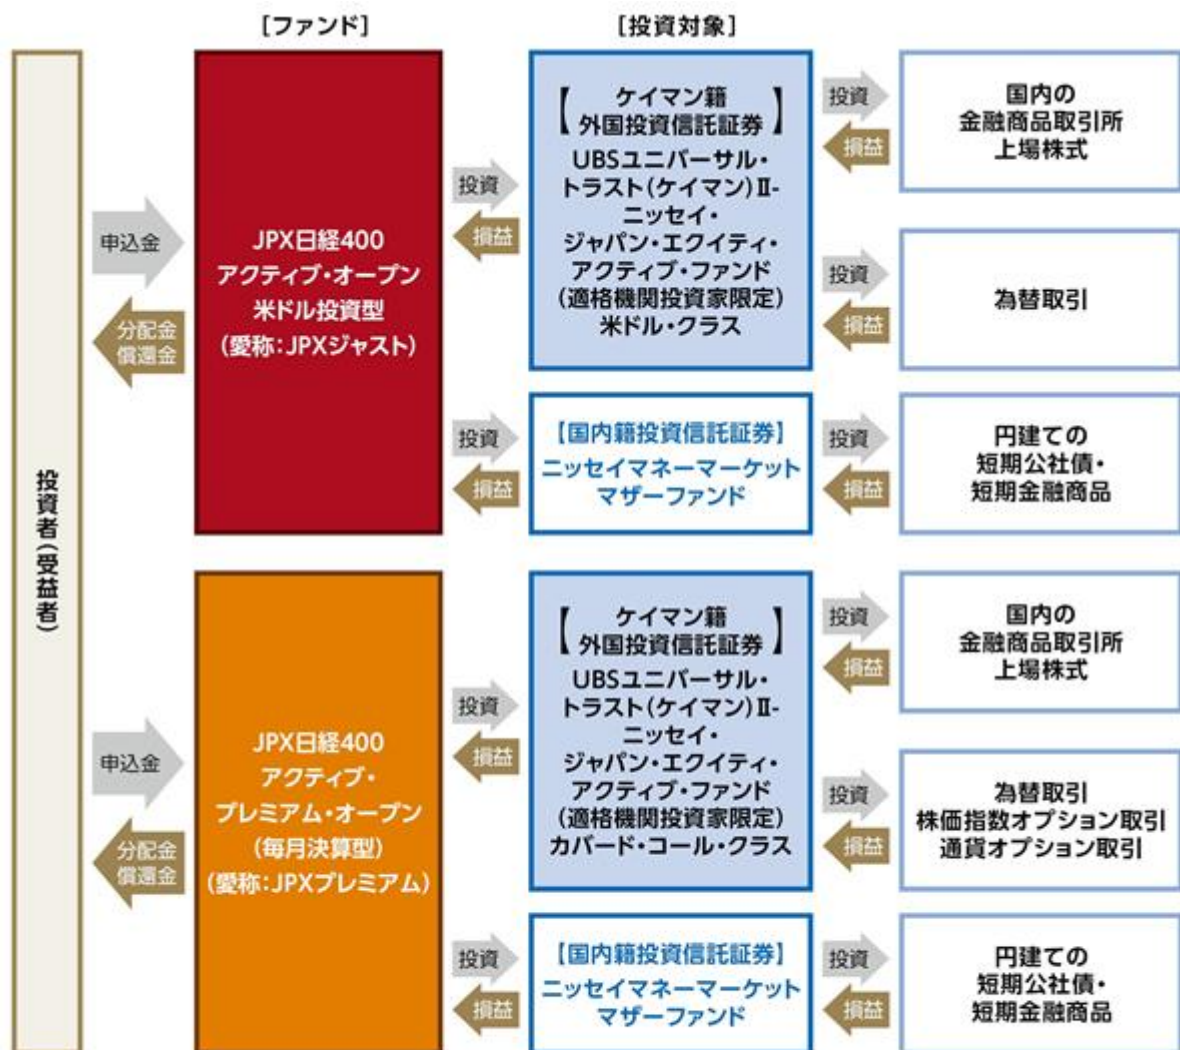 [ファンド]
[投資対象]
投資者(受益者)
申込金
分配金
償還金
JPX日経400
アクティブ・オープン
米ドル投資型
(愛称:JPXジャスト)
投資
損益
【ケイマン籍
外国投資信託証券】
UBSユニバーサル・
トラスト(ケイマン)Ⅱ-
ニッセイ・
ジャパン・エクイティ・
アクティブ・ファンド
(適格機関投資家限定)
米ドル・クラス
投資
損益
国内の
金融商品取引所
上場株式
投資
損益
為替取引
投資
損益
【国内籍投資信託証券】
ニッセイマネーマーケット
マザーファンド
投資
損益
円建ての
短期公社債・
短期金融商品
申込金
分配金
償還金
JPX日経400
アクティブ・
プレミアム・オープン
(毎月決算型)
(愛称:JPXプレミアム)
投資
損益
【ケイマン籍
外国投資信託証券】
UBSユニバーサル・
トラスト(ケイマン)Ⅱ-
ニッセイ・
ジャパン・エクイティ・
アクティブ・ファンド
(適格機関投資家限定)
カバード・コール・クラス
投資
損益
国内の
金融商品取引所
上場株式
投資
損益
為替取引
株価指数オプション取引
通貨オプション取引
投資
損益
【国内籍投資信託証券】
ニッセイマネーマーケット
マザーファンド
投資
損益
円建ての
短期公社債・
短期金融商品